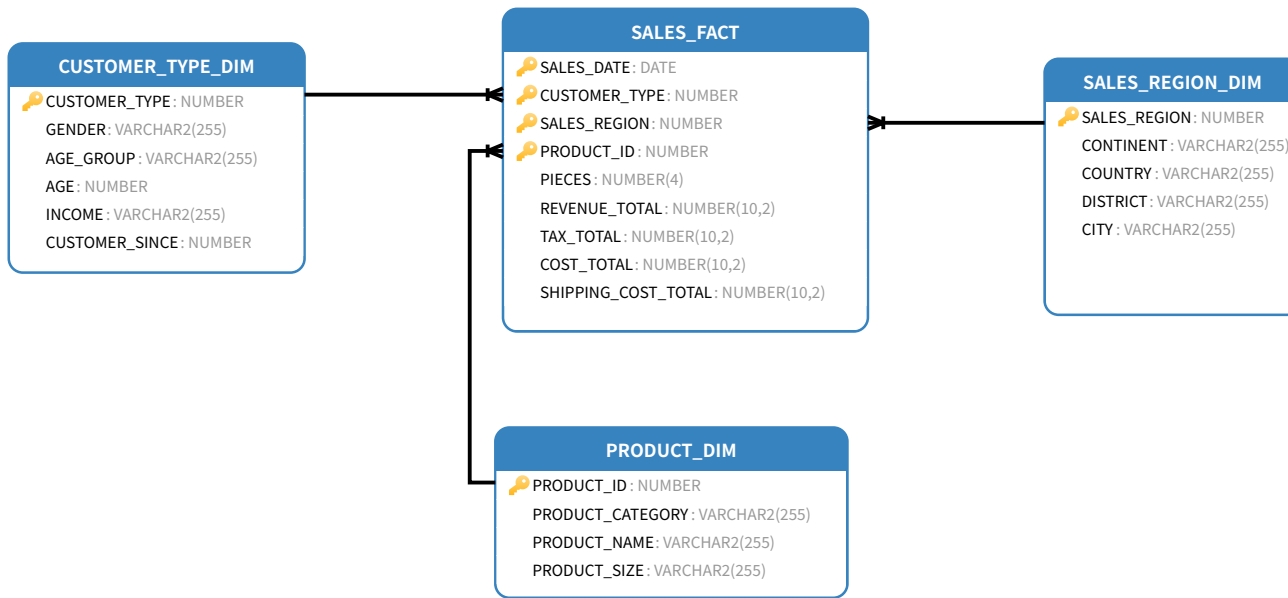 CUSTOMER_TYPE_DIM
CUSTOMER_TYPE : NUMBER
GENDER : VARCHAR2(255)
AGE_GROUP : VARCHAR2(255)
AGE : NUMBER
INCOME : VARCHAR2(255)
CUSTOMER_SINCE : NUMBER
SALES_FACT
SALES_DATE : DATE
CUSTOMER_TYPE : NUMBER
SALES_REGION : NUMBER
PRODUCT_ID : NUMBER
PIECES : NUMBER(4)
REVENUE_TOTAL : NUMBER(10,2)
TAX_TOTAL : NUMBER(10,2)
COST_TOTAL : NUMBER(10,2)
SHIPPING_COST_TOTAL : NUMBER(10,2)
SALES_REGION_DIM
SALES_REGION : NUMBER
CONTINENT : VARCHAR2(255)
COUNTRY : VARCHAR2(255)
DISTRICT : VARCHAR2(255)
CITY : VARCHAR2(255)
PRODUCT_DIM
PRODUCT_ID : NUMBER
PRODUCT_CATEGORY : VARCHAR2(255)
PRODUCT_NAME : VARCHAR2(255)
PRODUCT_SIZE : VARCHAR2(255)